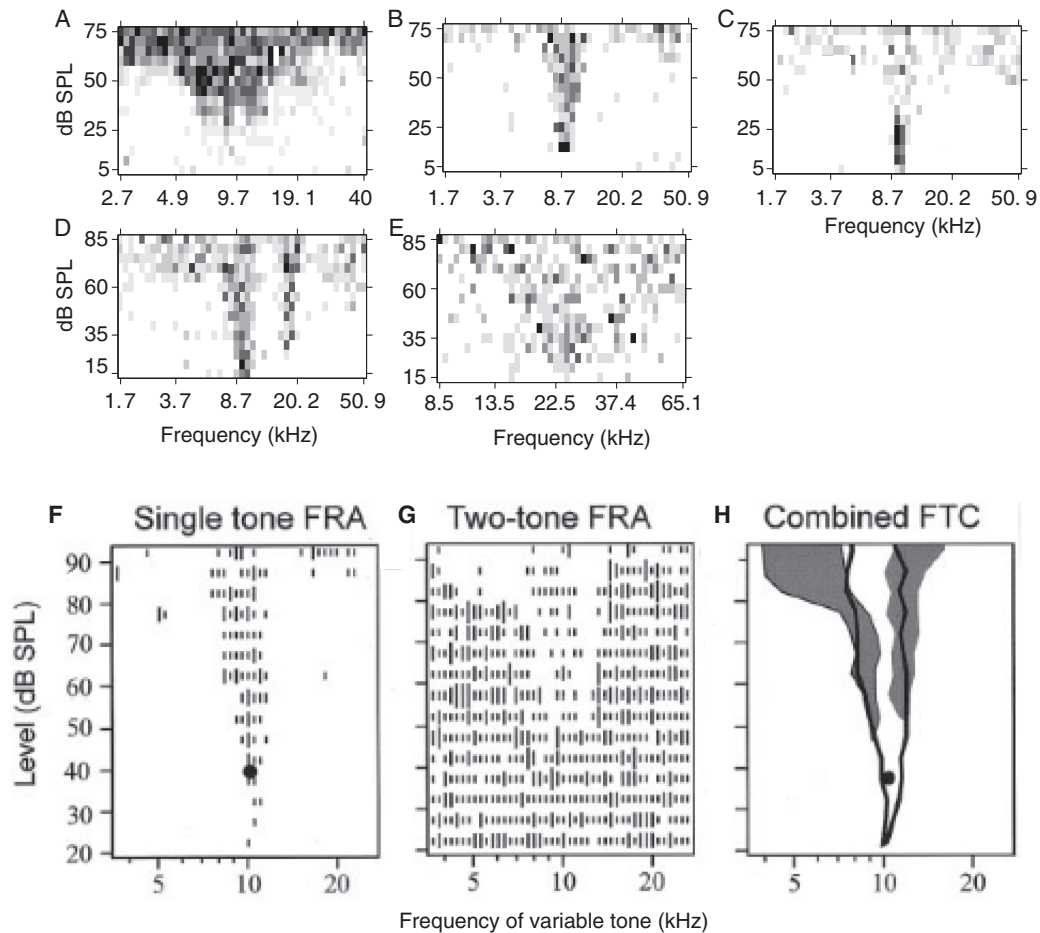 A
B
C
75
50
25
5
dB SPL
2.7 4.9 9.7 19.1 40
75
50
25
5
1.7 3.7 8.7 20.2 50.9
75
50
25
5
1.7 3.7 8.7 20.2 50.9
Frequency (kHz)
D
E
85
60
35
15
dB SPL
1.7 3.7 8.7 20.2 50.9
Frequency (kHz)
85
60
35
15
8.5 13.5 22.5 37.4 65.1
Frequency (kHz)
F Single tone FRA
G Two-tone FRA
H Combined FTC
Level (dB SPL)
90
80
70
60
50
40
30
20
5 10 20
5 10 20
5 10 20
Frequency of variable tone (kHz)